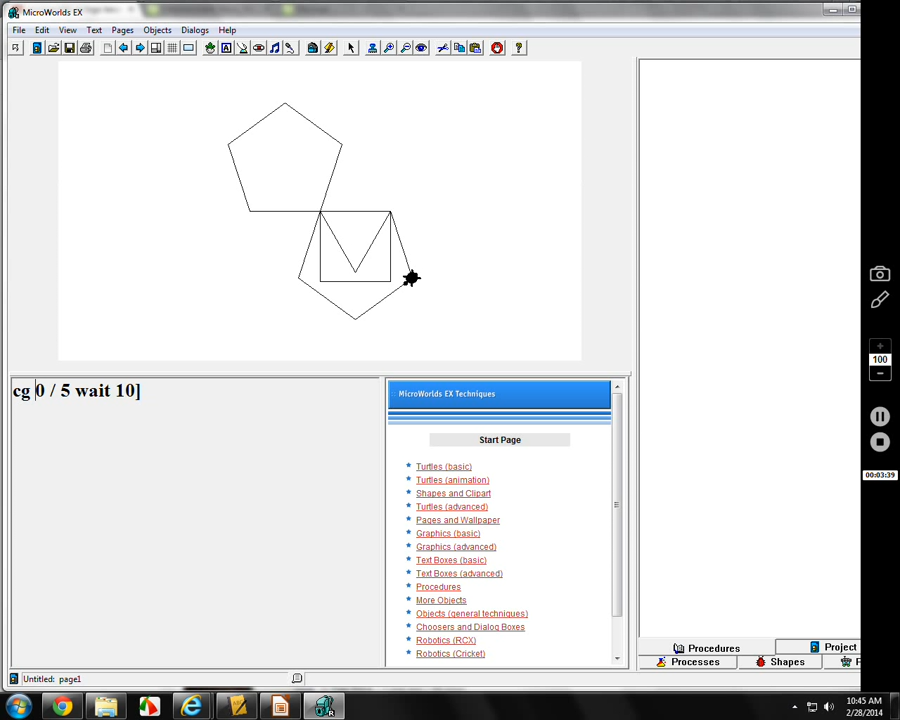 MicroWorlds EX
File Edit View Text Pages Objects Dialogs Help
100
00:03:39
cg 0 / 5 wait 10]
MicroWorlds EX Techniques
Start Page
Turtles (basic)
Turtles (animation)
Shapes and Clipart
Turtles (advanced)
Pages and Wallpaper
Graphics (basic)
Graphics (advanced)
Text Boxes (basic)
Text Boxes (advanced)
Procedures
More Objects
Objects (general techniques)
Choosers and Dialog Boxes
Robotics (RCX)
Robotics (Cricket)
Procedures Project
Processes Shapes F
Untitled: page1
10:45 AM
2/28/2014